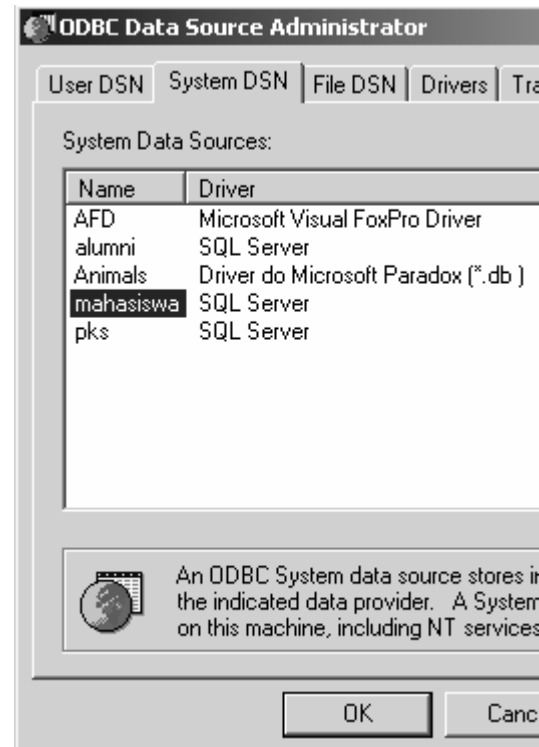 ODBC Data Source Administrator
User DSN System DSN File DSN Drivers
System Data Sources:
Name Driver
AFD Microsoft Visual FoxPro Driver
alumni SQL Server
Animals Driver do Microsoft Paradox (*.db )
mahasiswa SQL Server
pks SQL Server
An ODBC System data source stores
the indicated data provider. A System
on this machine, including NT services
OK Canc